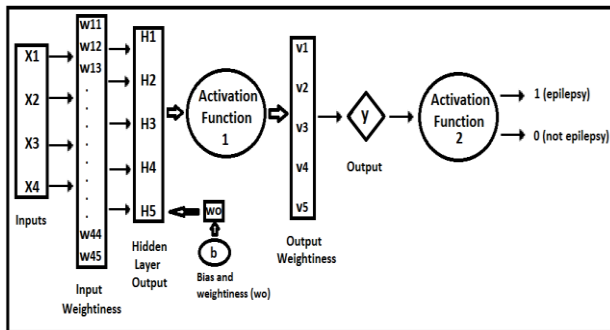 X1
X2
X3
X4
Inputs
w11
w12
w13
.
.
.
.
.
.
.
w44
w45
Input
Weightiness
H1
H2
H3
H4
H5
Hidden
Layer
Output
wo
b
Bias and
weightiness (wo)
Activation
Function
1
v1
v2
v3
v4
v5
Output
Weightiness
y
Output
Activation
Function
2
1 (epilepsy)
0 (not epilepsy)